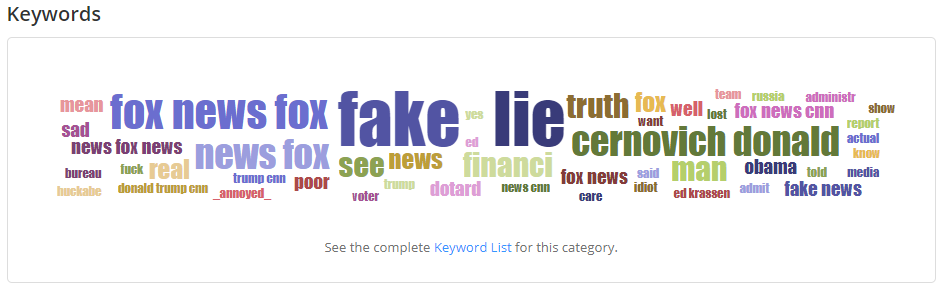 Keywords
mean fox news fox fake yes lie truth fox well team russia administr
sad want lost fox news cnn show
report
news fox news news fox see news ed financi cernovich donald actual
bureau fuck real trump cnn poor fox news said man obama told know media
huckabe donald trump cnn _annoyed_ voter trump dotard news cnn care idiot ed krassen admit fake news
See the complete Keyword List for this category.